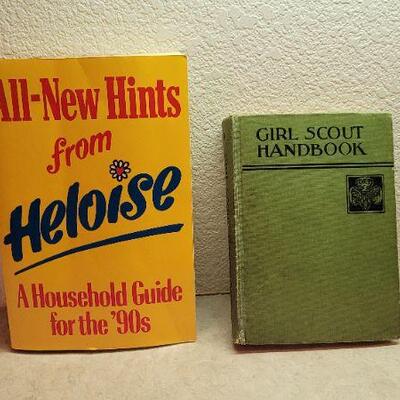 All-New Hints
from
Heloise
A Household Guide
for the '90s
GIRL SCOUT
HANDBOOK